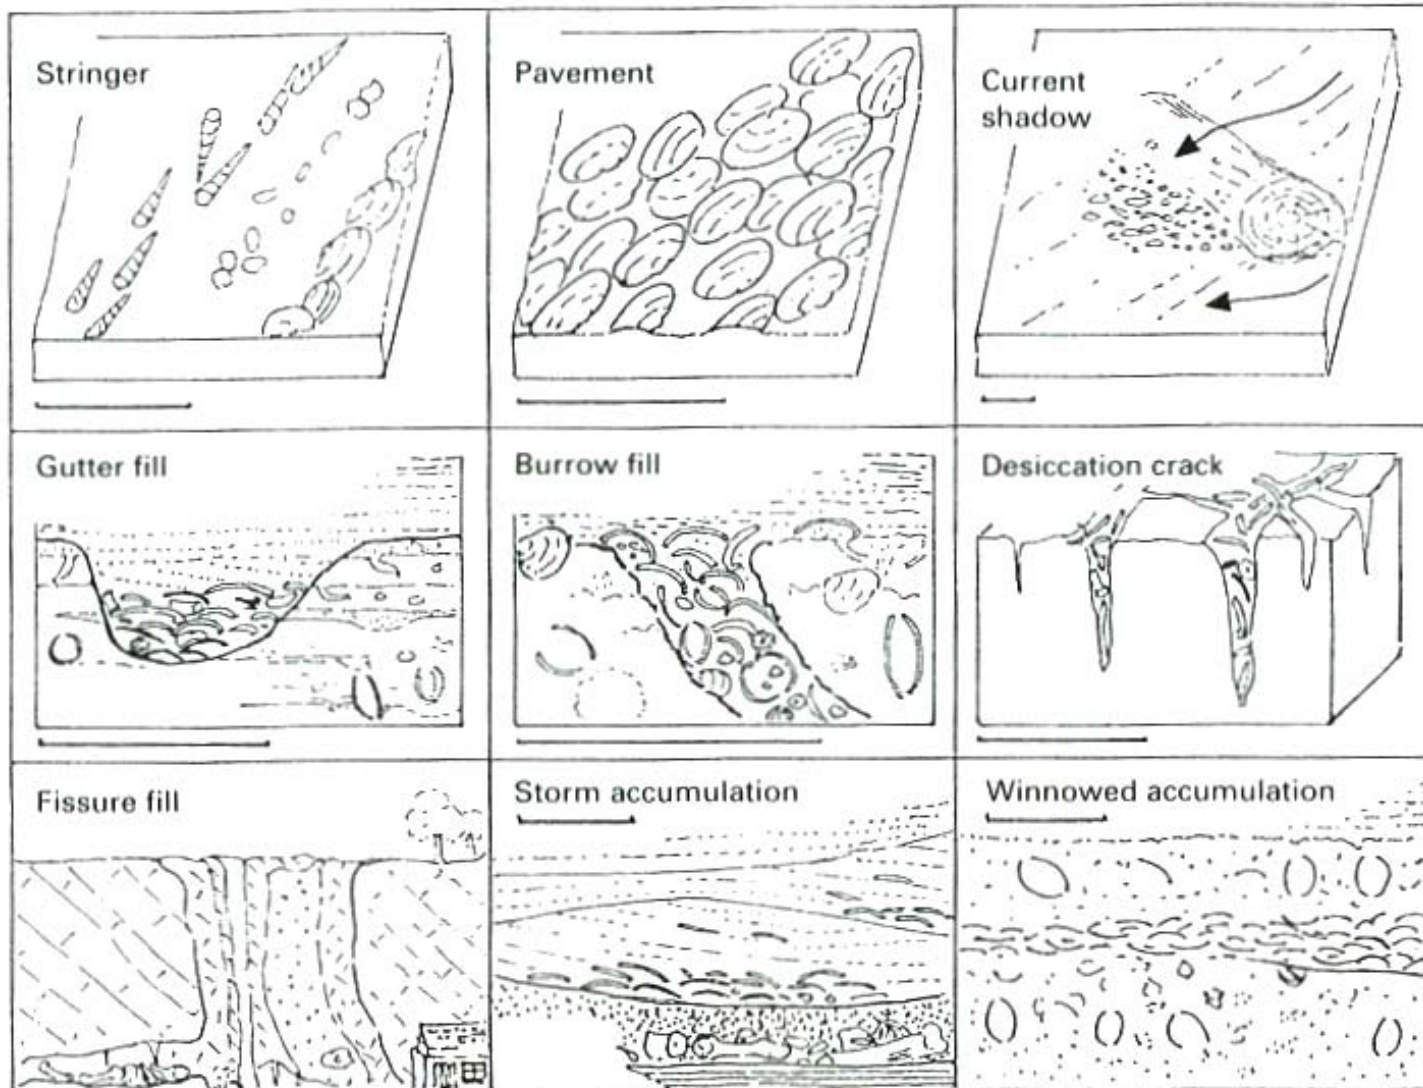 Stringer
Pavement
Current
shadow
Gutter fill
Burrow fill
Desiccation crack
Fissure fill
Storm accumulation
Winnowed accumulation